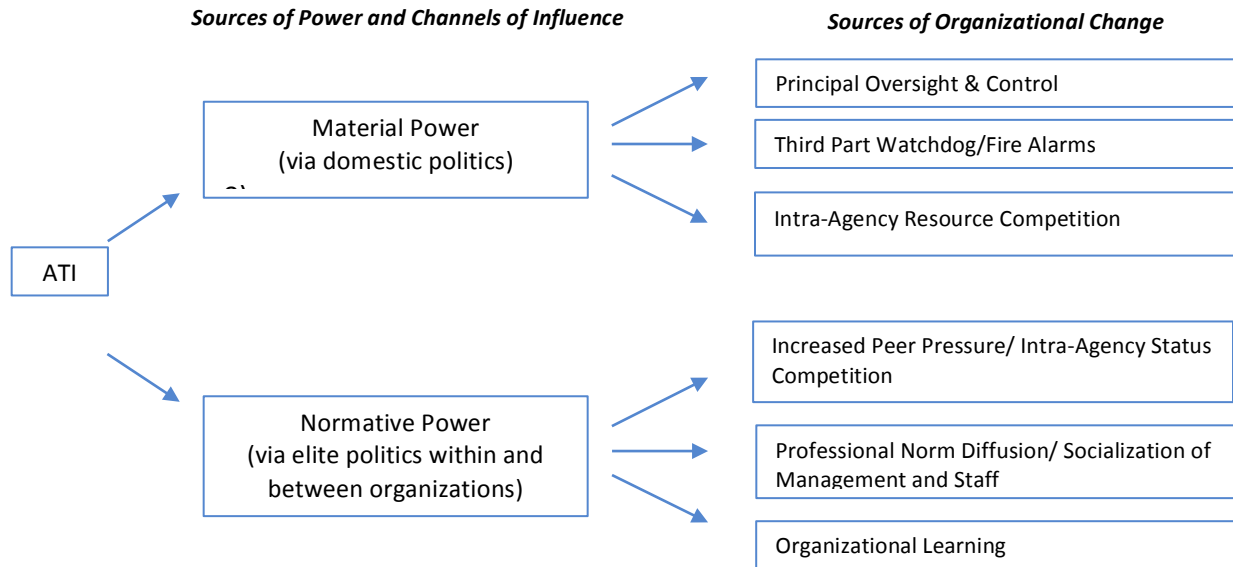 Sources of Power and Channels of Influence
Sources of Organizational Change
Principal Oversight & Control
Material Power
(via domestic politics)
Third Part Watchdog/Fire Alarms
Intra-Agency Resource Competition
ATI
Increased Peer Pressure/ Intra-Agency Status
Competition
Normative Power
(via elite politics within and
between organizations)
Professional Norm Diffusion/ Socialization of
Management and Staff
Organizational Learning